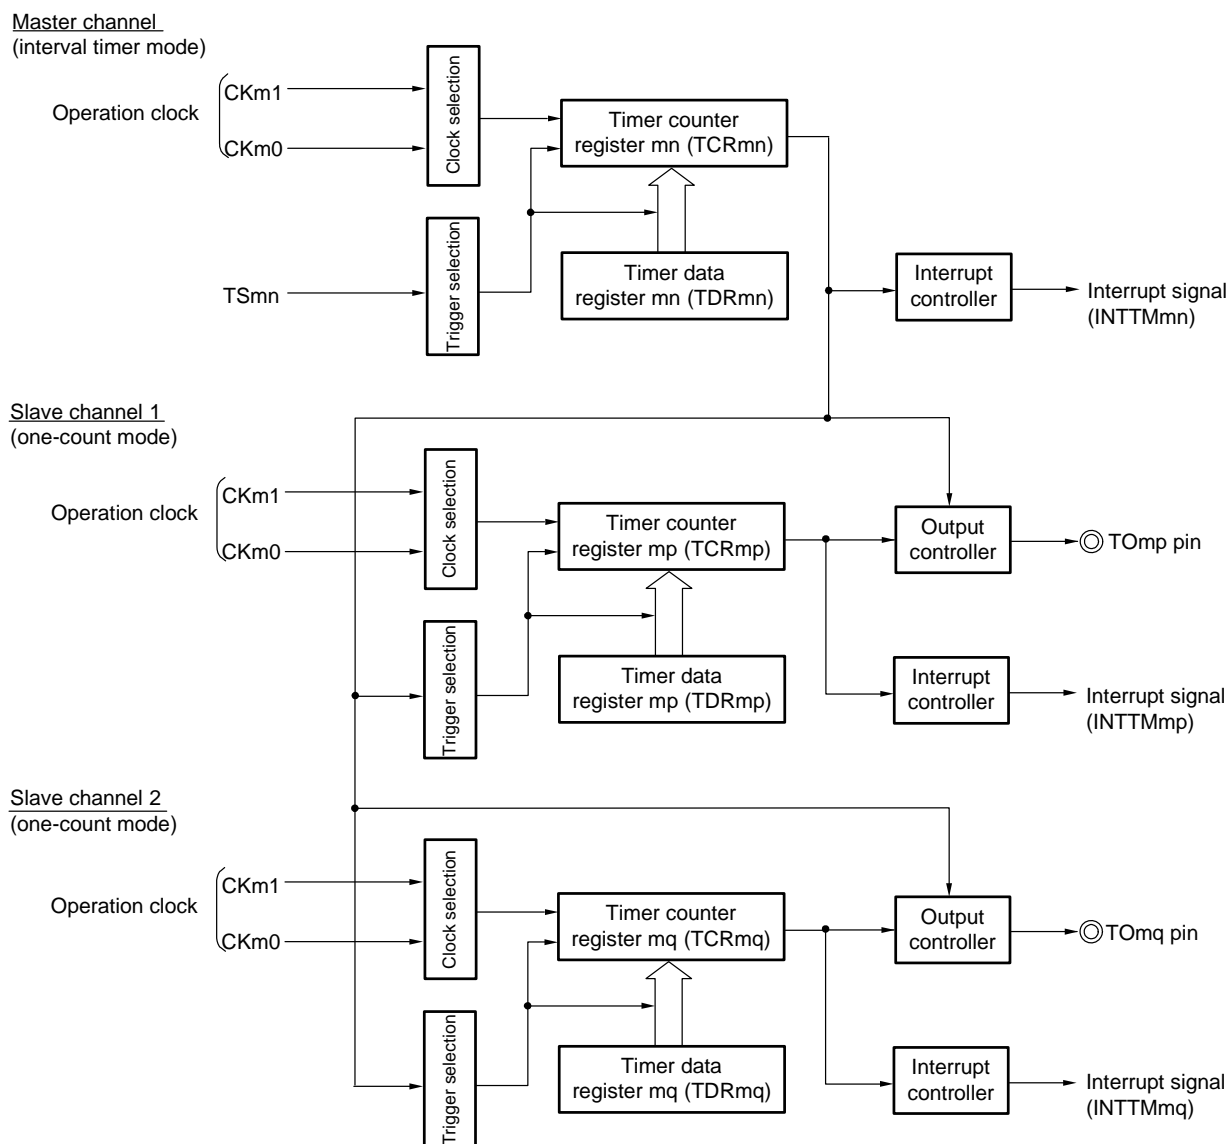 Master channel
(interval timer mode)
Operation clock
CKm1
CKm0
Clock selection
Timer counter
register mn (TCRmn)
TSmn
Trigger selection
Timer data
register mn (TDRmn)
Interrupt
controller
Interrupt signal
(INTTMmn)
Slave channel 1
(one-count mode)
Operation clock
CKm1
CKm0
Clock selection
Timer counter
register mp (TCRmp)
Output
controller
TOmp pin
Trigger selection
Timer data
register mp (TDRmp)
Interrupt
controller
Interrupt signal
(INTTMmp)
Slave channel 2
(one-count mode)
Operation clock
CKm1
CKm0
Clock selection
Timer counter
register mq (TCRmq)
Output
controller
TOmq pin
Trigger selection
Timer data
register mq (TDRmq)
Interrupt
controller
Interrupt signal
(INTTMmq)